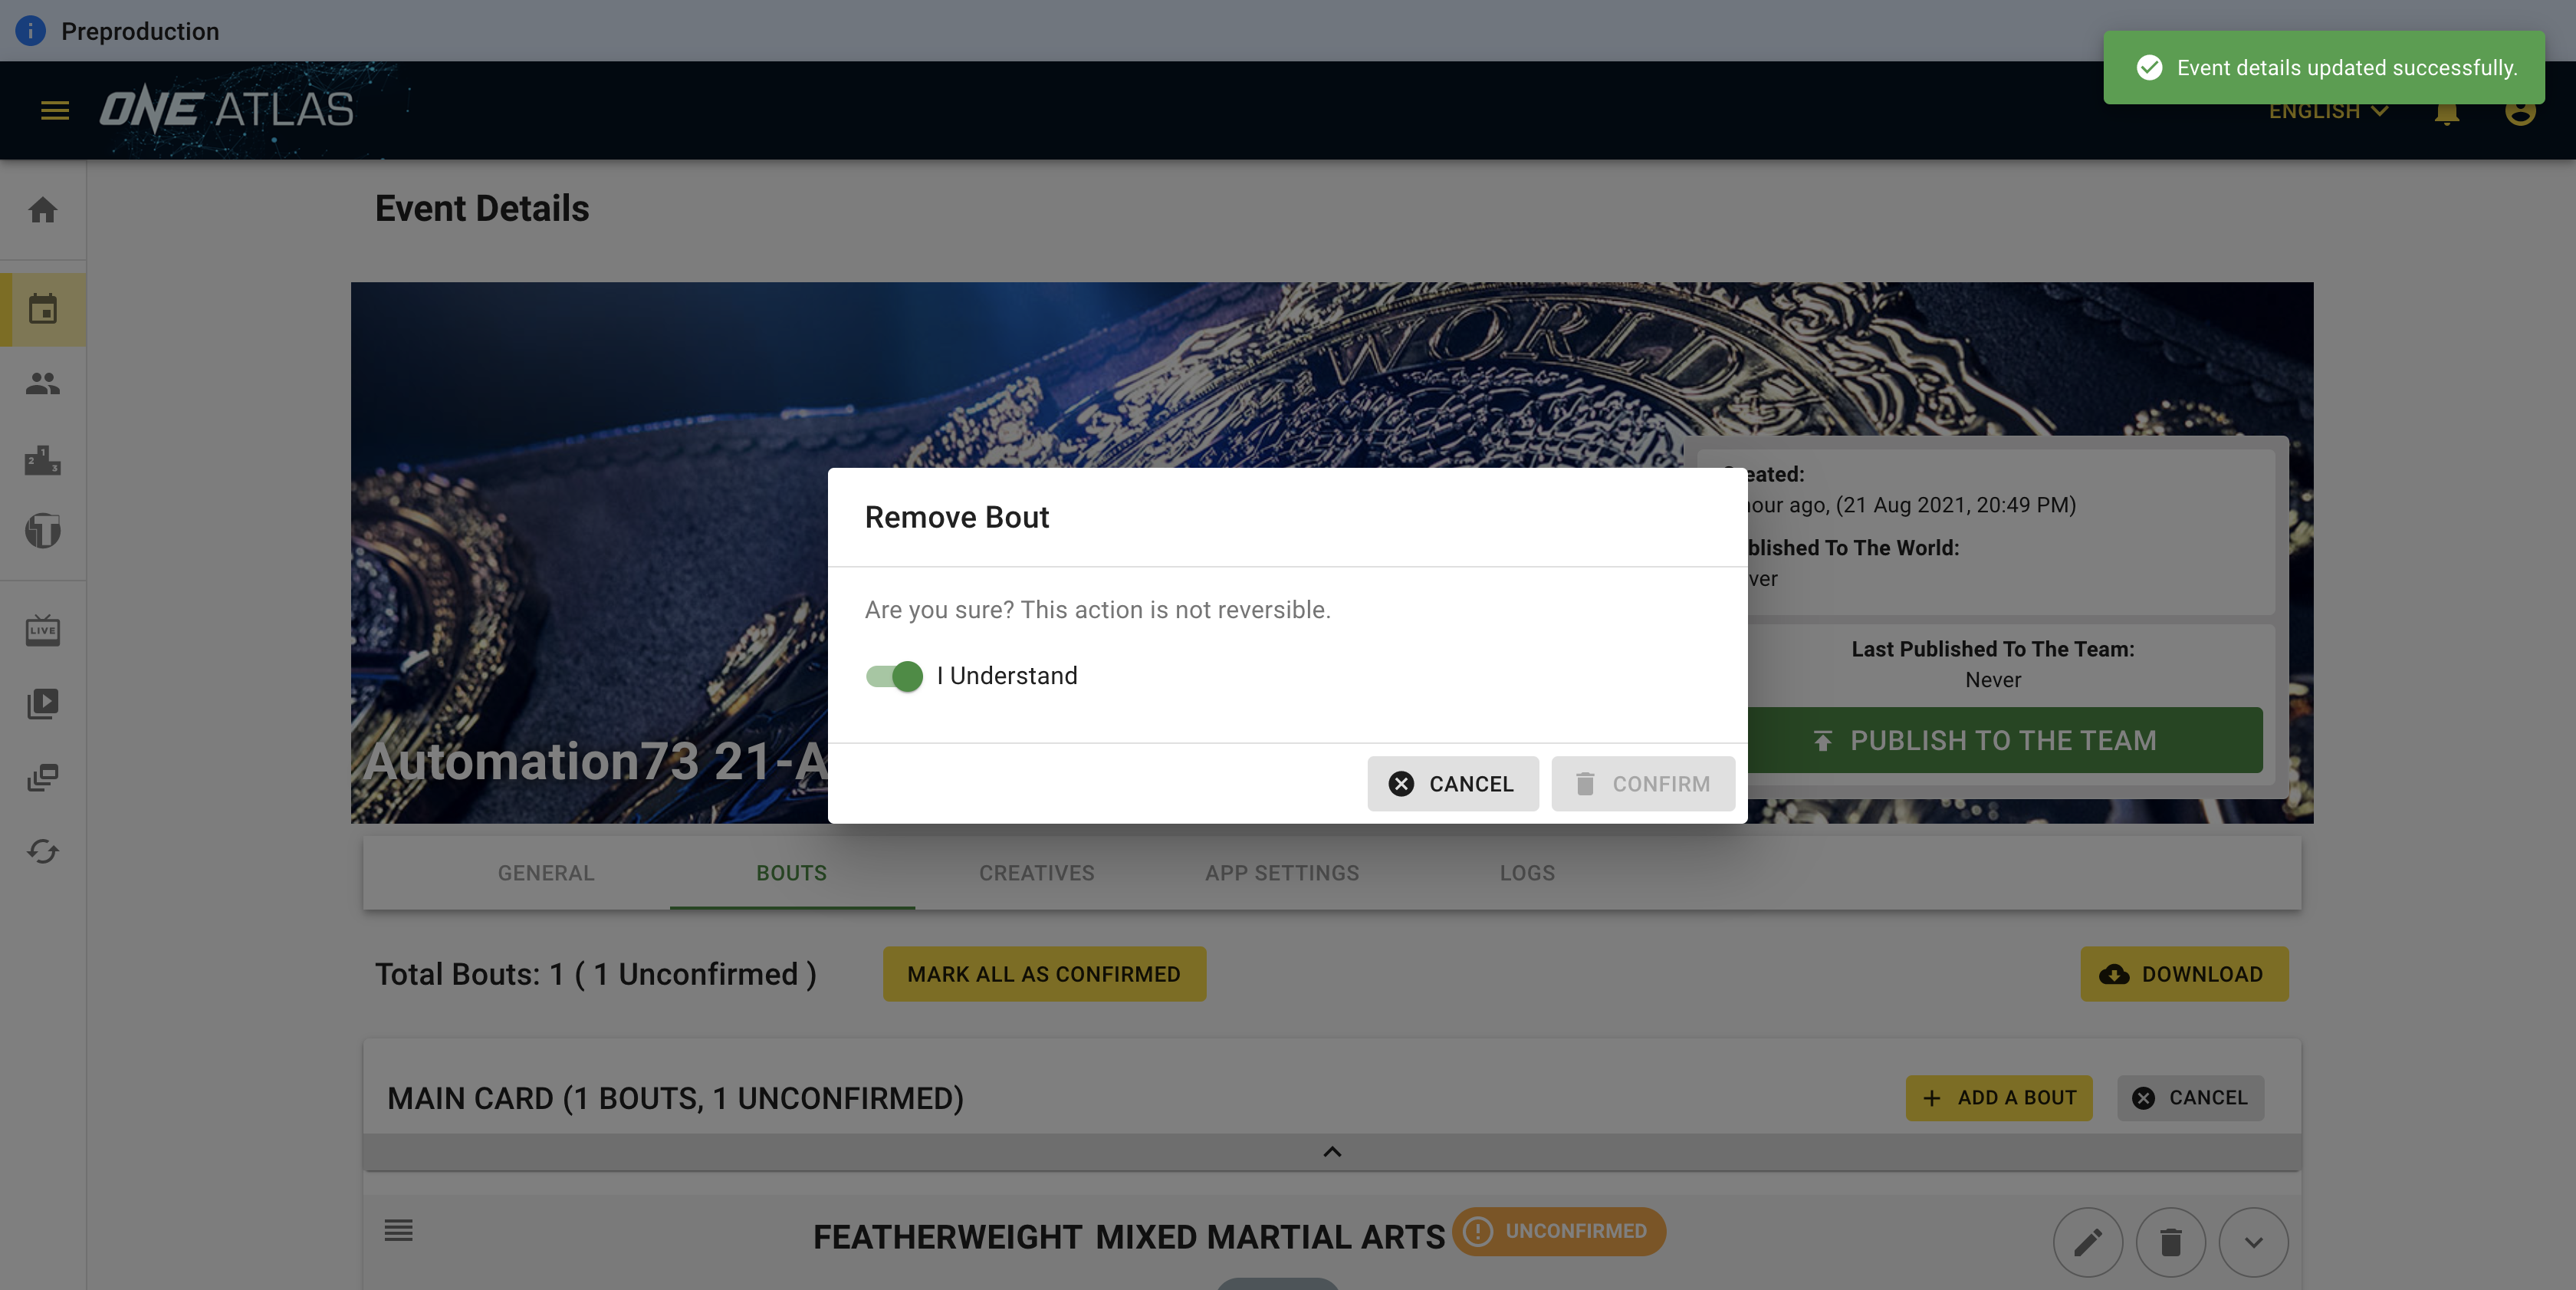 Preproduction
Event details updated successfully.
ONE ATLAS
ENGLISH
Event Details
WORLD
eated:
our ago, (21 Aug 2021, 20:49 PM)
blished To The World:
ver
Last Published To The Team:
Never
PUBLISH TO THE TEAM
Automation73 21-A
Remove Bout
Are you sure? This action is not reversible.
I Understand
CANCEL
CONFIRM
GENERAL
BOUTS
CREATIVES
APP SETTINGS
LOGS
Total Bouts: 1 ( 1 Unconfirmed )
MARK ALL AS CONFIRMED
DOWNLOAD
MAIN CARD (1 BOUTS, 1 UNCONFIRMED)
ADD A BOUT
CANCEL
FEATHERWEIGHT MIXED MARTIAL ARTS
UNCONFIRMED
1
2
3
LIVE